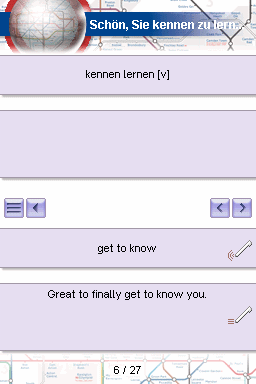 Schön, Sie kennen zu lern...
kennen lernen [v]
get to know
Great to finally get to know you.
6 / 27